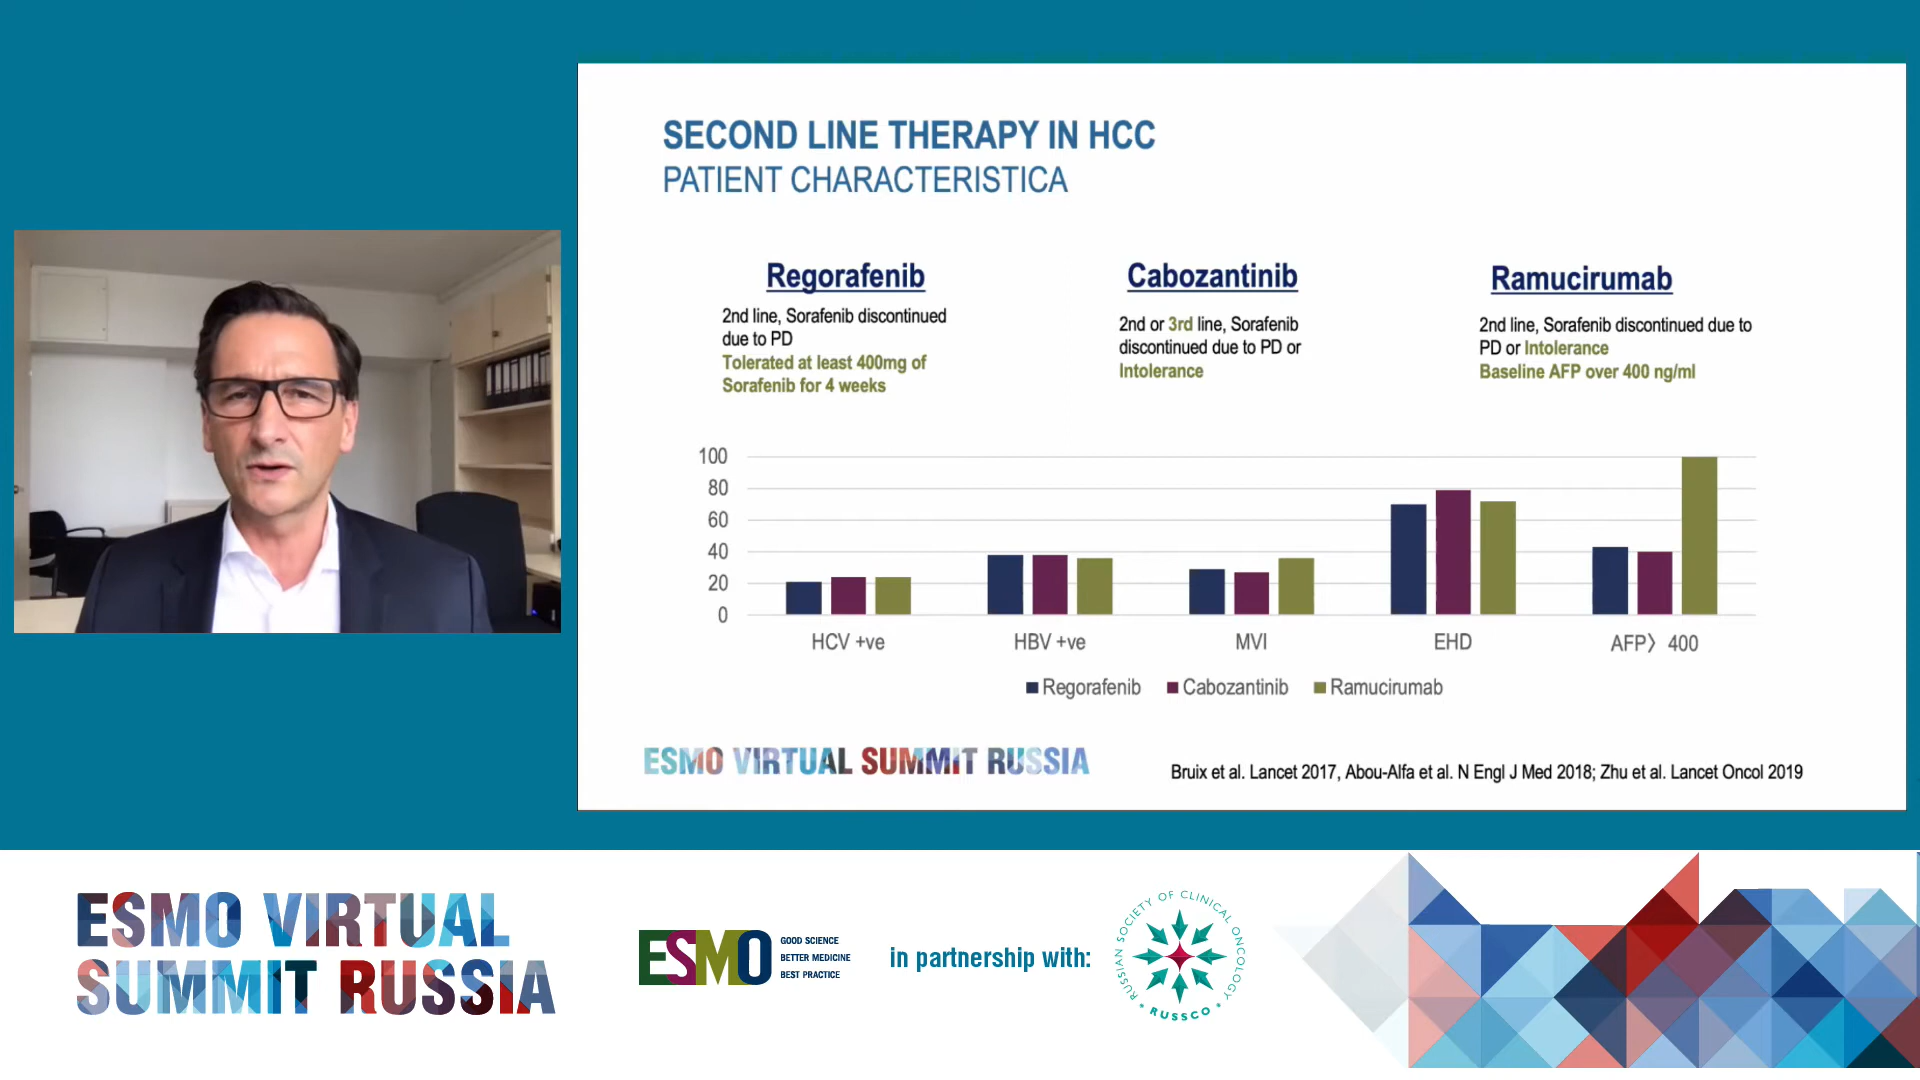 SECOND LINE THERAPY IN HCC
PATIENT CHARACTERISTICA
Regorafenib
2nd line, Sorafenib discontinued
due to PD
Tolerated at least 400mg of
Sorafenib for 4 weeks
Cabozantinib
2nd or 3rd line, Sorafenib
discontinued due to PD or
Intolerance
Ramucirumab
2nd line, Sorafenib discontinued due to
PD or Intolerance
Baseline AFP over 400 ng/ml
100
80
60
40
20
0
HCV +ve
HBV +ve
MVI
EHD
AFP〉 400
Regorafenib
Cabozantinib
Ramucirumab
ESMO VIRTUAL SUMMIT RUSSIA
Bruix et al. Lancet 2017, Abou-Alfa et al. N Engl J Med 2018; Zhu et al. Lancet Oncol 2019
ESMO VIRTUAL
SUMMIT RUSSIA
ESMO
GOOD SCIENCE
BETTER MEDICINE
BEST PRACTICE
in partnership with:
RUSSIAN SOCIETY OF CLINICAL ONCOLOGY
• RUSSCO •